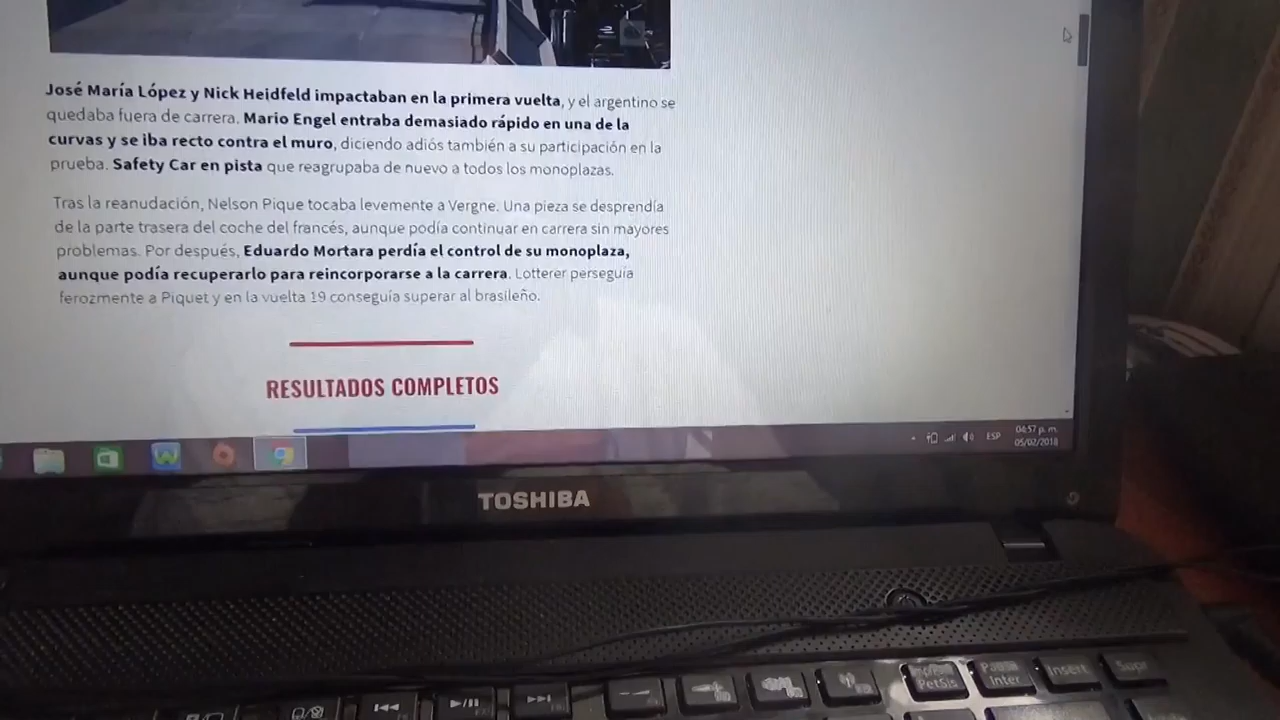 José María López y Nick Heidfeld impactaban en la primera vuelta, y el argentino se
quedaba fuera de carrera. Mario Engel entraba demasiado rápido en una de la
curvas y se iba recto contra el muro, diciendo adiós también a su participación en la
prueba. Safety Car en pista que reagrupaba de nuevo a todos los monoplazas.
Tras la reanudación, Nelson Pique tocaba levemente a Vergne. Una pieza se desprendía
de la parte trasera del coche del francés, aunque podía continuar en carrera sin mayores
problemas. Por después, Eduardo Mortara perdía el control de su monoplaza,
aunque podía recuperarlo para reincorporarse a la carrera. Lotterer perseguía
ferozmente a Piquet y en la vuelta 19 conseguía superar al brasileño.
RESULTADOS COMPLETOS
ESP
04:57 p. m.
05/02/2018
TOSHIBA
PetSis
Pausa
Inter
Insert
Supr